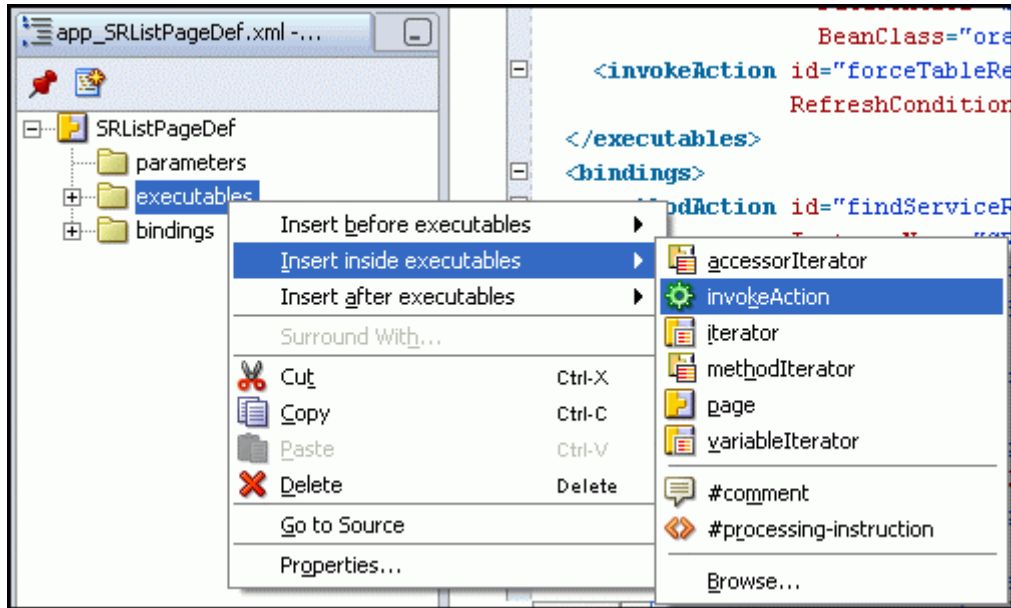 app_SRListPageDef.xml -...
SRListPageDef
parameters
executables
bindings
BeanClass="ora
<invokeAction id="forceTableRe
RefreshCondition
</executables>
<bindings>
odAction id="findServiceR
Insert before executables
Insert inside executables
Insert after executables
Surround With...
Cut Ctrl-X
Copy Ctrl-C
Paste Ctrl-V
Delete Delete
Go to Source
Properties...
accessorIterator
invokeAction
iterator
methodIterator
page
variableIterator
#comment
#processing-instruction
Browse...